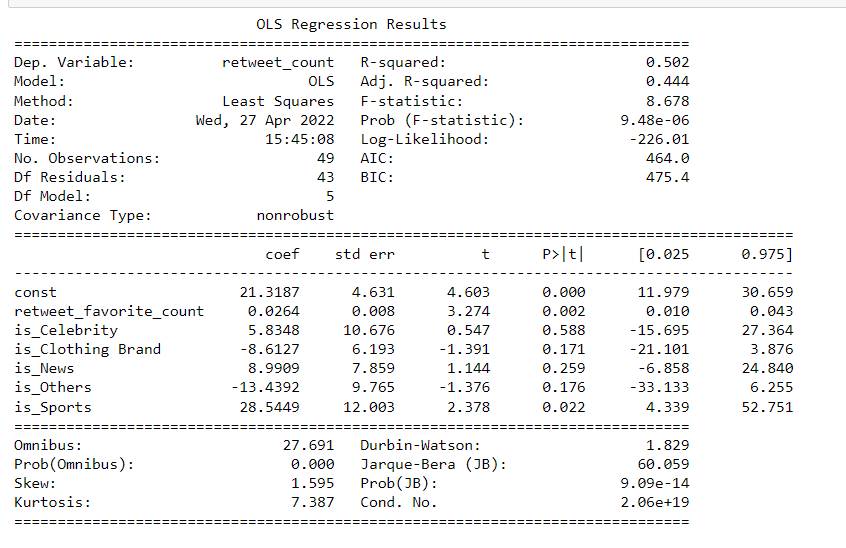 OLS Regression Results
==============================================================================
Dep. Variable: retweet_count R-squared: 0.502
Model: OLS Adj. R-squared: 0.444
Method: Least Squares F-statistic: 8.678
Date: Wed, 27 Apr 2022 Prob (F-statistic): 9.48e-06
Time: 15:45:08 Log-Likelihood: -226.01
No. Observations: 49 AIC: 464.0
Df Residuals: 43 BIC: 475.4
Df Model: 5
Covariance Type: nonrobust
==========================================================================================
coef std err t P>|t| [0.025 0.975]
------------------------------------------------------------------------------------------
const 21.3187 4.631 4.603 0.000 11.979 30.659
retweet_favorite_count 0.0264 0.008 3.274 0.002 0.010 0.043
is_Celebrity 5.8348 10.676 0.547 0.588 -15.695 27.364
is_Clothing Brand -8.6127 6.193 -1.391 0.171 -21.101 3.876
is_News 8.9909 7.859 1.144 0.259 -6.858 24.840
is_Others -13.4392 9.765 -1.376 0.176 -33.133 6.255
is_Sports 28.5449 12.003 2.378 0.022 4.339 52.751
==============================================================================
Omnibus: 27.691 Durbin-Watson: 1.829
Prob(Omnibus): 0.000 Jarque-Bera (JB): 60.059
Skew: 1.595 Prob(JB): 9.09e-14
Kurtosis: 7.387 Cond. No. 2.06e+19
==============================================================================